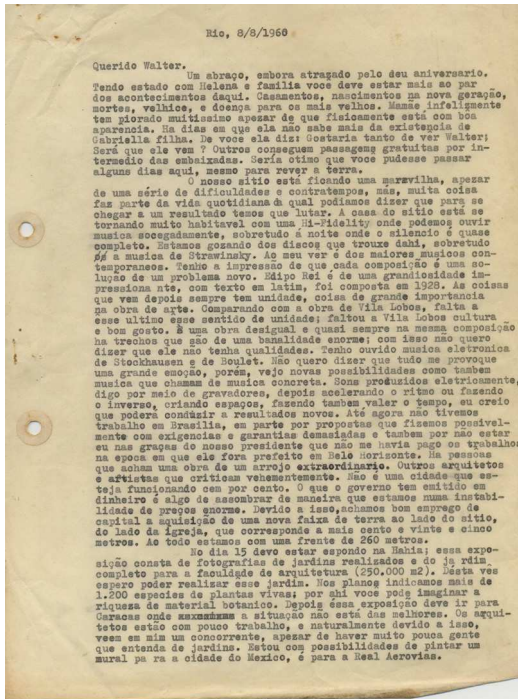 Rio, 8/8/1960
Querido Walter.
Um abraço, embora atrazado pelo deu aniversario.
Tendo estado com Helena e familia voce deve estar mais ao par
dos acontecimentos daqui. Casamentos, nascimentos na nova geração,
mortes, velhice, e doença para os mais velhos. Mamãe infelizmente
tem piorado muitissimo apezar de que fisicamente está com boa
aparencia. Ha dias em que ela não sabe mais da existencia de
Gabriella filha. De voce ela diz: Gostaria tanto de ver Walter;
Será que ele vem ? Outros conseguem passagens gratuitas por in-
termedio das embaixadas. Sería otimo que voce pudesse passar
alguns dias aqui, mesmo para rever a terra.
O nosso sitio está ficando uma maravilha, apezar
de uma série de dificuldades e contratempos, mas, muita coisa
faz parte da vida quotidiana da qual podiamos dizer que para se
chegar a um resultado temos que lutar. A casa do sitio está se
tornando muito habitavel com uma Hi-Fidelity onde podemos ouvir
musica socegadamente, sobretudo à noite onde o silencio é quase
completo. Estamos gozando dos discos que trouxe dahi, sobretudo
a musica de Strawinsky. Ao meu ver é dos maiores musicos con-
temporaneos. Tenho a impressão de que cada composição é uma so-
lução de um problema novo. Edipo Rei é de uma grandiosidade im-
pressiona nte, com texto em latim, foi composta em 1928. As coisas
que vem depois sempre tem unidade, coisa de grande importancia
na obra de arte. Comparando com a obra de Vila Lobos, falta a
esse ultimo esse sentido de unidade; faltou a Vila Lobos cultura
e bom gosto. É uma obra desigual e quasi sempre na mesma composição
ha trechos que são de uma banalidade enorme; com isso não quero
dizer que ele não tenha qualidades. Tenho ouvido musica eletronica
de Stockhausen e de Boulet. Não quero dizer que tudo me provoque
uma grande emoção, porém, vejo novas possibilidades como tambem
musica que chamam de musica concreta. Sons produzidos eletricamente,
digo por meio de gravadores, depois acelerando o ritmo ou fazendo
o inverso, criando espaços, fazendo tambem valer o tempo, eu creio
que poderá conduzir a resultados novos. Até agora não tivemos
trabalho em Brasilia, em parte por propostas que fizemos possivel-
mente com exigencias e garantias demasiadas e tambem por não estar
eu nas graças do nosso presidente que não me havia pago os trabalhos
na epoca em que ele fora prefeito em Belo Horizonte. Ha pessoas
que acham uma obra de um arrojo extraordinario. Outros arquitetos
e artistas que criticam vehementemente. Não é uma cidade que es-
teja funcionando cem por cento. O que o governo tem emitido em
dinheiro é algo de assombrar de maneira que estamos numa instabi-
lidade de preços enorme. Devido a isso,achamos bom emprego de
capital a aquisição de uma nova faixa de terra ao lado do sitio,
do lado da igreja, que corresponde a mais cento e vinte e cinco
metros. Ao todo estamos com uma frente de 260 metros.
No dia 15 devo estar espondo na Bahia; essa expo-
sição consta de fotografias de jardins realizados e do ja rdim
completo para a faculdade de arquitetura (250,000 m2). Desta ves
espero poder realizar esse jardim. Nos planos indicamos mais de
1.200 especies de plantas vivas; por ahi voce pode imaginar a
riquesa de material botanico. Depois essa exposição deve ir para
Caracas onde a situação não está das melhores. Os arqui-
tetos estão com pouco trabalho, e naturalmente devido a isso,
veem em mim um concorrente, apezar de haver muito pouca gente
que entenda de jardins. Estou com possibilidades de pintar um
mural pa ra a cidade do Mexico, é para a Real Aerovias.